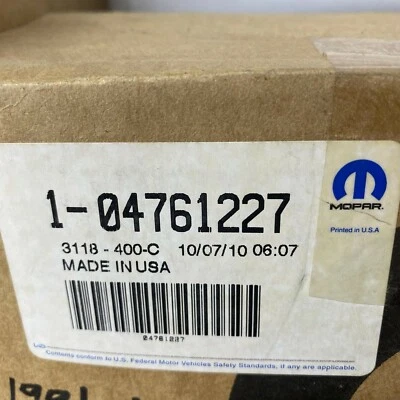 1-04761227
3118 - 400-C 10/07/10 06:07
MADE IN USA
04761227
Conforms conform to U.S. Federal Motor Vehicles Safety Standards, if any are applicable.
MOPAR.
Printed in U.S.A